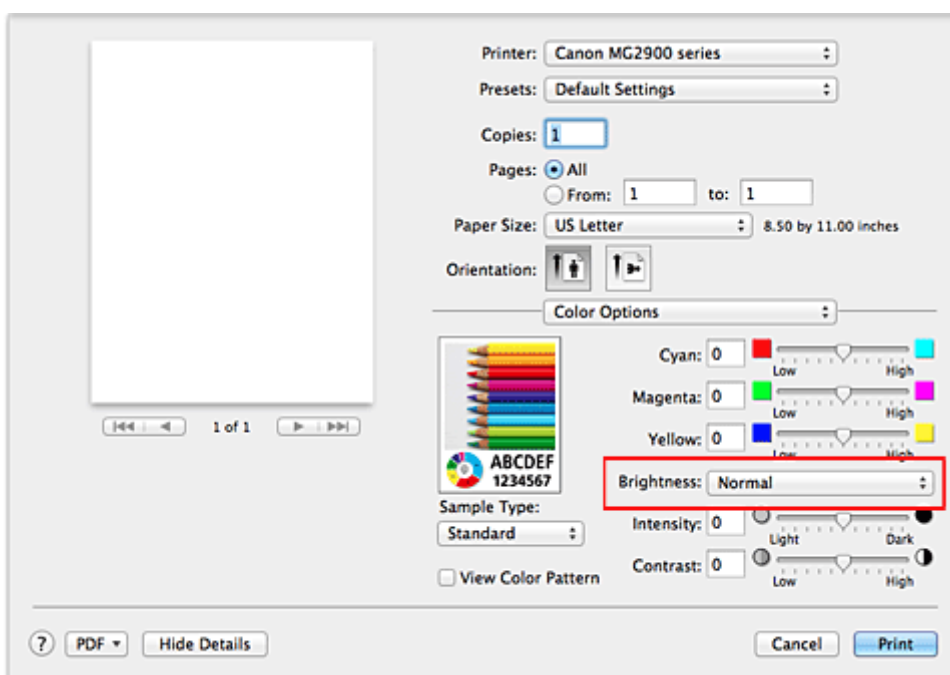 Printer: Canon MG2900 series
Presets: Default Settings
Copies: 1
Pages: All
From: 1 to: 1
Paper Size: US Letter 8.50 by 11.00 inches
Orientation:
Color Options
1 of 1
ABCDEF
1234567
Sample Type:
Standard
View Color Pattern
Cyan: 0
Low High
Magenta: 0
Low High
Yellow: 0
Low High
Brightness: Normal
Intensity: 0
Light Dark
Contrast: 0
Low High
? PDF Hide Details Cancel Print